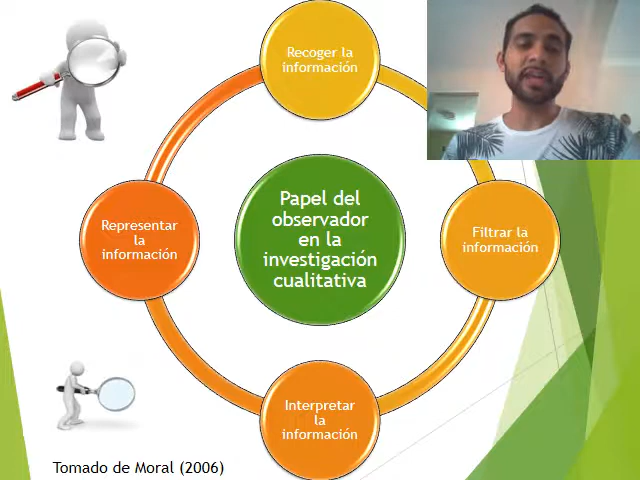 Recoger la
información
Papel del
observador
en la
investigación
cualitativa
Representar
la
información
Filtrar la
información
Interpretar
la
información
Tomado de Moral (2006)